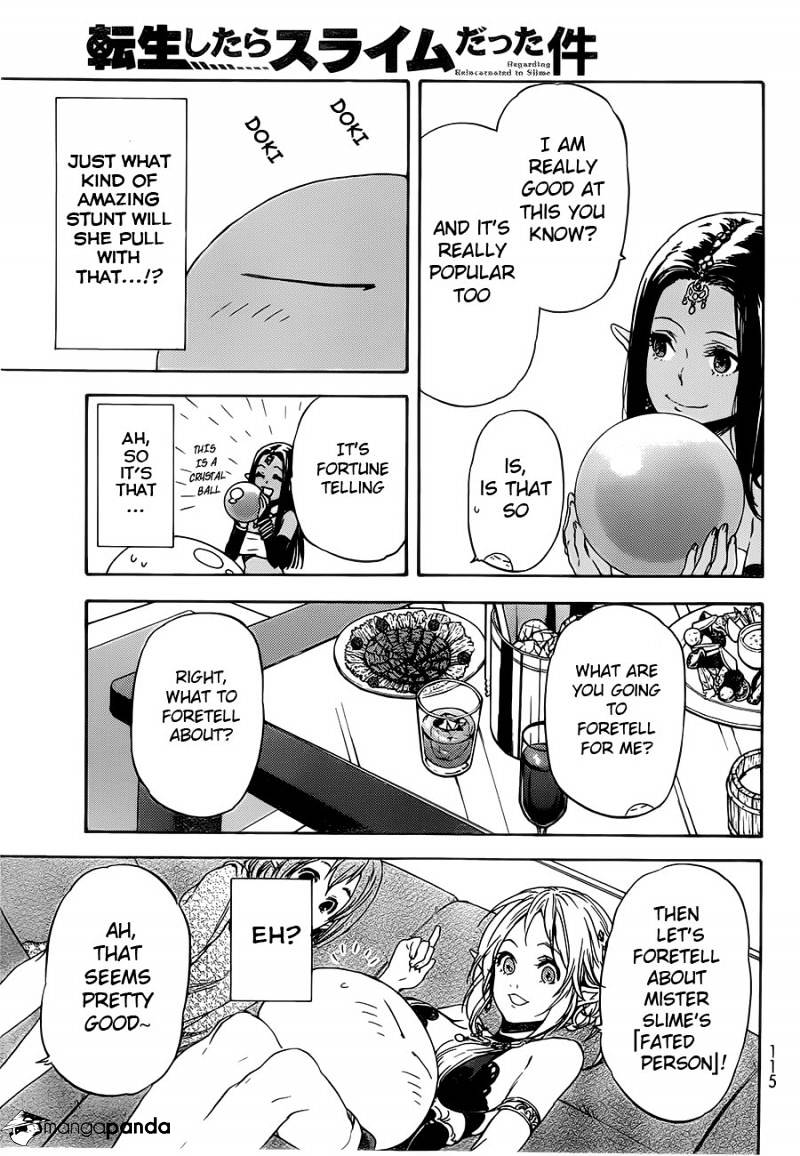 転生したらスライムだった件
Regarding
Reincarnated to Slime
I AM
REALLY
GOOD AT
THIS YOU
KNOW?
AND IT'S
REALLY
POPULAR
TOO
IS,
IS THAT
SO
DOKI
DOKI
JUST WHAT
KIND OF
AMAZING
STUNT WILL
SHE PULL
WITH
THAT...!?
IT'S
FORTUNE
TELLING
THIS
IS A
CRYSTAL
BALL
AH,
SO
IT'S
THAT
...
WHAT ARE
YOU GOING
TO
FORETELL
FOR ME?
RIGHT,
WHAT TO
FORETELL
ABOUT?
THEN
LET'S
FORETELL
ABOUT
MISTER
SLIME'S
「FATED
PERSON」!
EH?
AH,
THAT
SEEMS
PRETTY
GOOD~
115
mangapanda